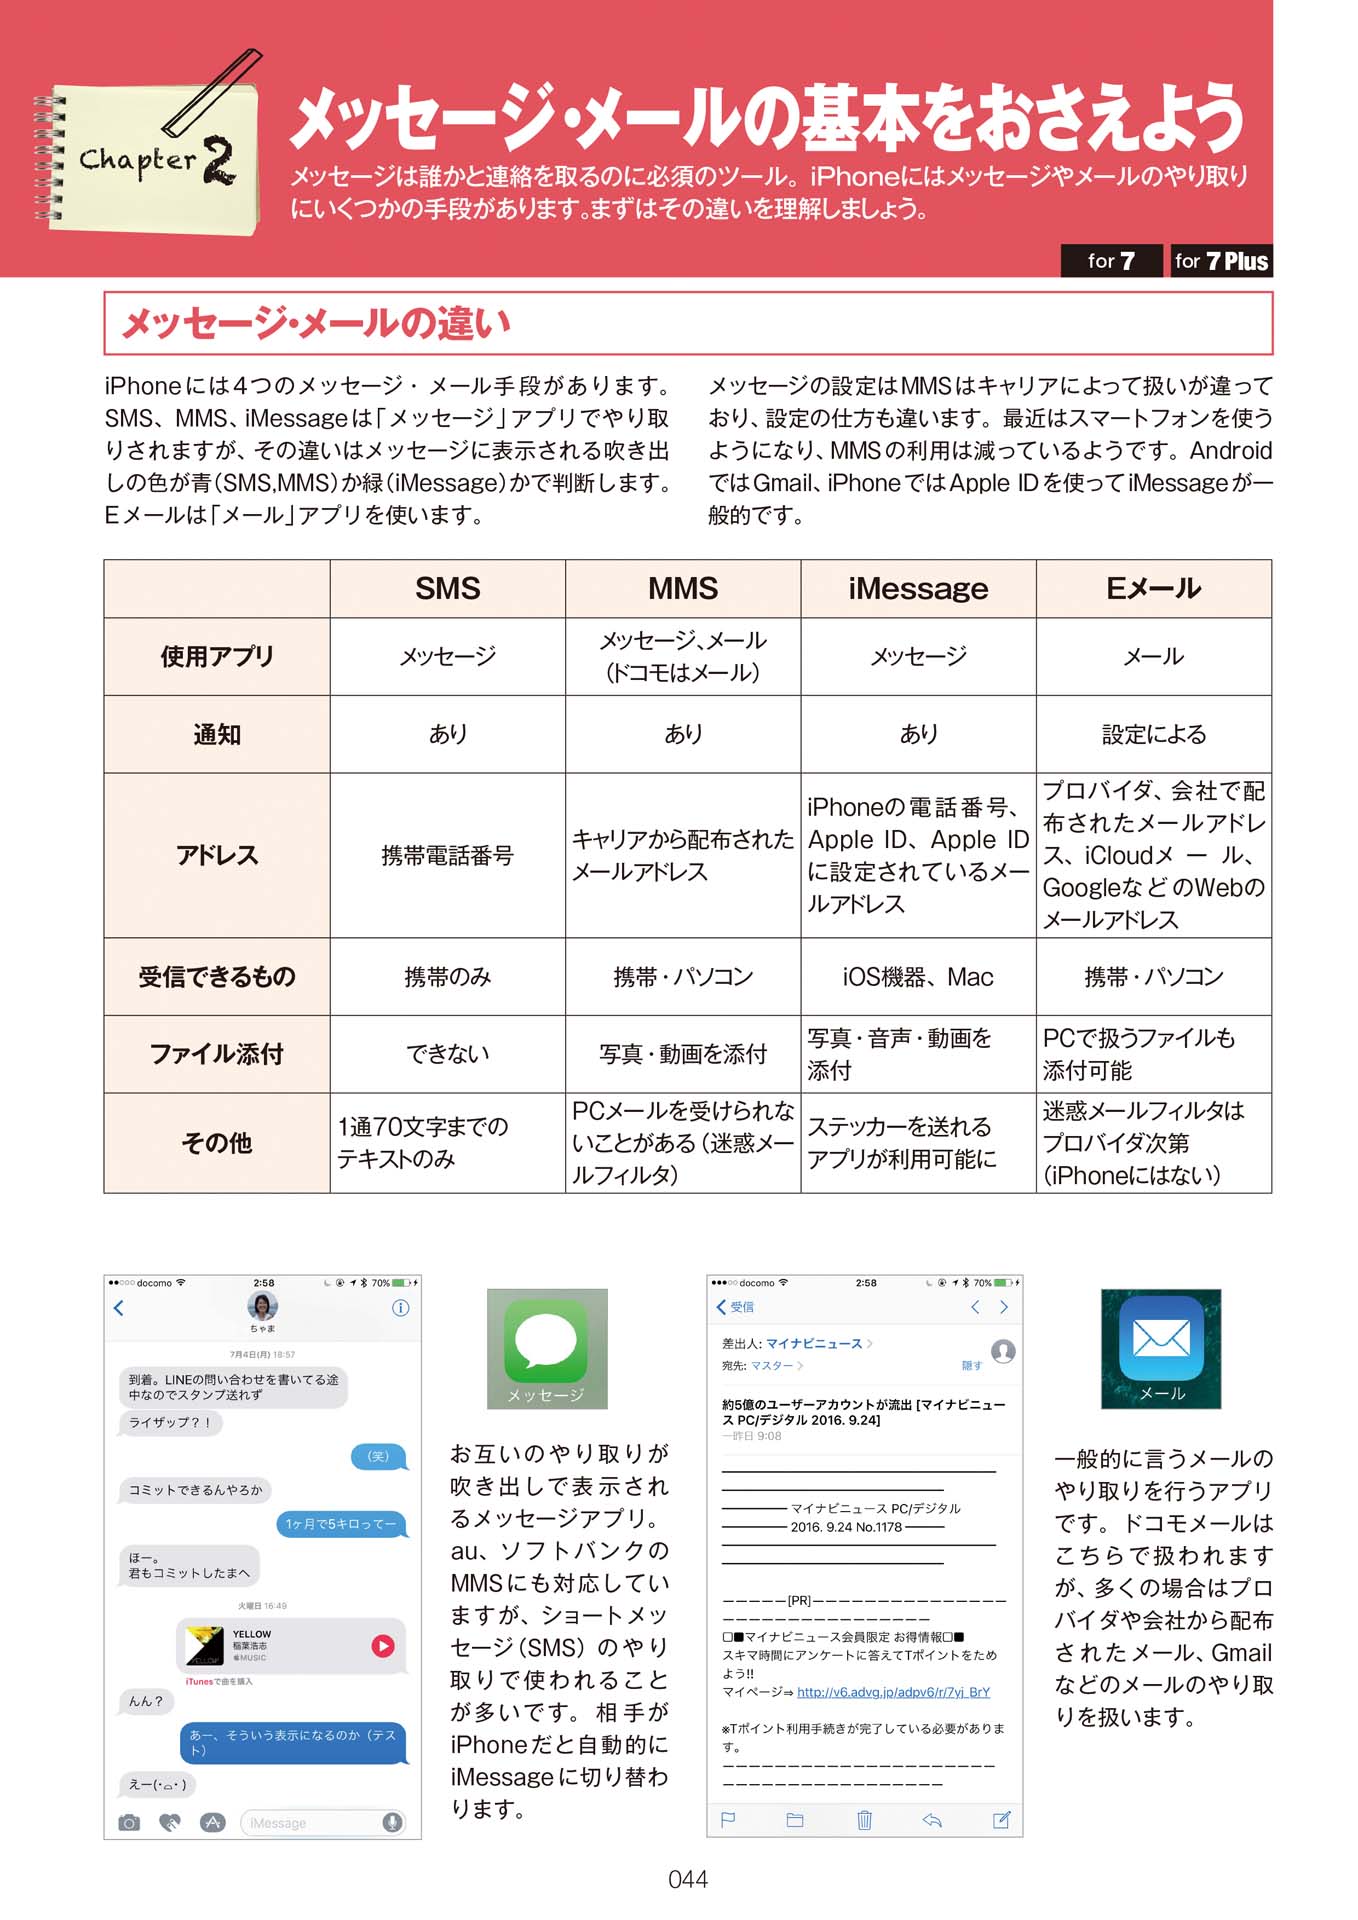 Chapter 2
メッセージ・メールの基本をおさえよう
メッセージは誰かと連絡を取るのに必須のツール。iPhoneにはメッセージやメールのやり取り
にいくつかの手段があります。まずはその違いを理解しましょう。
for 7
for 7 Plus
メッセージ・メールの違い
iPhoneには4つのメッセージ・メール手段があります。
SMS、MMS、iMessageは「メッセージ」アプリでやり取
りされますが、その違いはメッセージに表示される吹き出
しの色が青(SMS,MMS)か緑(iMessage)かで判断します。
Eメールは「メール」アプリを使います。
メッセージの設定はMMSはキャリアによって扱いが違って
おり、設定の仕方も違います。最近はスマートフォンを使う
ようになり、MMSの利用は減っているようです。Android
ではGmail、iPhoneではApple IDを使ってiMessageが一
般的です。
SMS
MMS
iMessage
Eメール
使用アプリ
メッセージ
メッセージ、メール
(ドコモはメール)
メッセージ
メール
通知
あり
あり
あり
設定による
アドレス
携帯電話番号
キャリアから配布された
メールアドレス
iPhoneの電話番号、
Apple ID、Apple ID
に設定されているメー
ルアドレス
プロバイダ、会社で配
布されたメールアドレ
ス、iCloudメール、
GoogleなどのWebの
メールアドレス
受信できるもの
携帯のみ
携帯・パソコン
iOS機器、Mac
携帯・パソコン
ファイル添付
できない
写真・動画を添付
写真・音声・動画を
添付
PCで扱うファイルも
添付可能
その他
1通70文字までの
テキストのみ
PCメールを受けられな
いことがある(迷惑メー
ルフィルタ)
ステッカーを送れる
アプリが利用可能に
迷惑メールフィルタは
プロバイダ次第
(iPhoneにはない)
docomo 2:58 70%
ちゃま
7月4日(月) 18:57
到着。LINEの問い合わせを書いてる途
中なのでスタンプ送れず
ライザップ？！
（笑）
コミットできるんやろか
1ヶ月で5キロってー
ほー。
君もコミットしたまへ
火曜日 16:49
YELLOW
稲葉浩志
MUSIC
YELLOW
iTunesで曲を購入
んん？
あー、そういう表示になるのか（テス
ト）
えー(･⌓･)
iMessage
メッセージ
お互いのやり取りが
吹き出しで表示され
るメッセージアプリ。
au、ソフトバンクの
MMSにも対応してい
ますが、ショートメッ
セージ(SMS)のやり
取りで使われること
が多いです。相手が
iPhoneだと自動的に
iMessageに切り替わ
ります。
docomo 2:58 70%
受信
差出人: マイナビニュース
宛先: マスター
隠す
約5億のユーザーアカウントが流出 [マイナビニュー
ス PC/デジタル 2016. 9.24]
一昨日 9:08
マイナビニュース PC/デジタル
2016. 9.24 No.1178
－－－－－[PR]－－－－－－－－－－－－－－－
－－－－－－－－－－－－－－－－
□■マイナビニュース会員限定 お得情報□■
スキマ時間にアンケートに答えてTポイントをため
よう!!
マイページ⇒ http://v6.advg.jp/adpv6/r/7yj_BrY
※Tポイント利用手続きが完了している必要がありま
す。
－－－－－－－－－－－－－－－－－－－－－
－－－－－－－－－－－－－－－－－
メール
一般的に言うメールの
やり取りを行うアプリ
です。ドコモメールは
こちらで扱われます
が、多くの場合はプロ
バイダや会社から配布
されたメール、Gmail
などのメールのやり取
りを扱います。
044